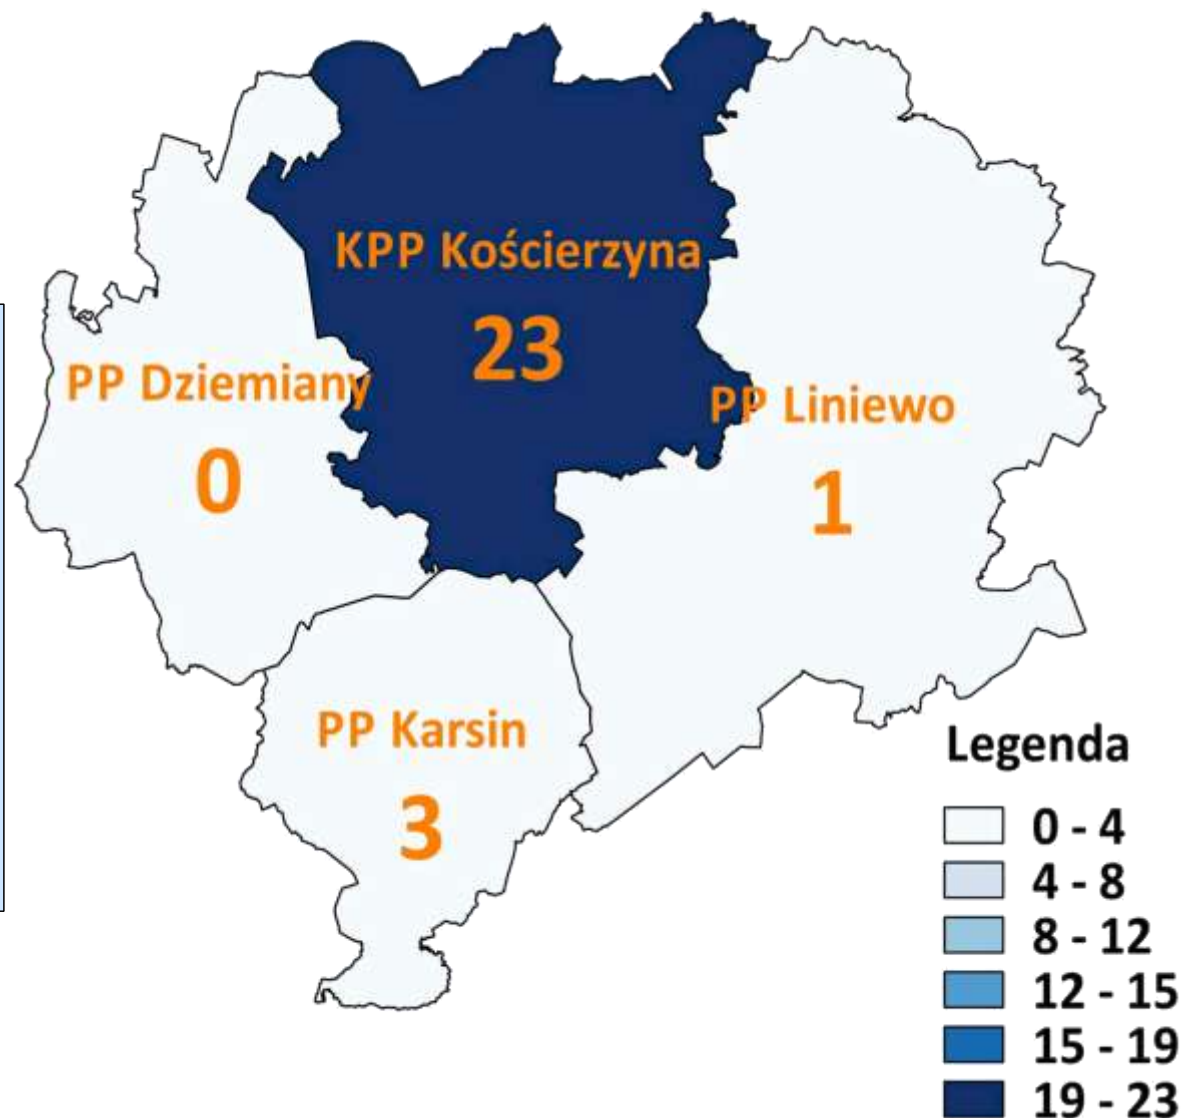 KPP Kościerzyna
23
PP Dziemiany
0
PP Liniewo
1
PP Karsin
3
Legenda
0 - 4
4 - 8
8 - 12
12 - 15
15 - 19
19 - 23